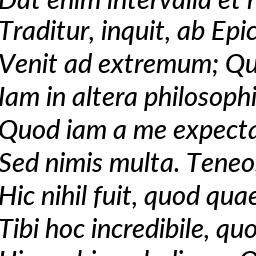 Dat enim intervalla et r
Traditur, inquit, ab Epic
Venit ad extremum; Qu
Iam in altera philosophi
Quod iam a me expecta
Sed nimis multa. Teneo
Hic nihil fuit, quod quae
Tibi hoc incredibile, quo